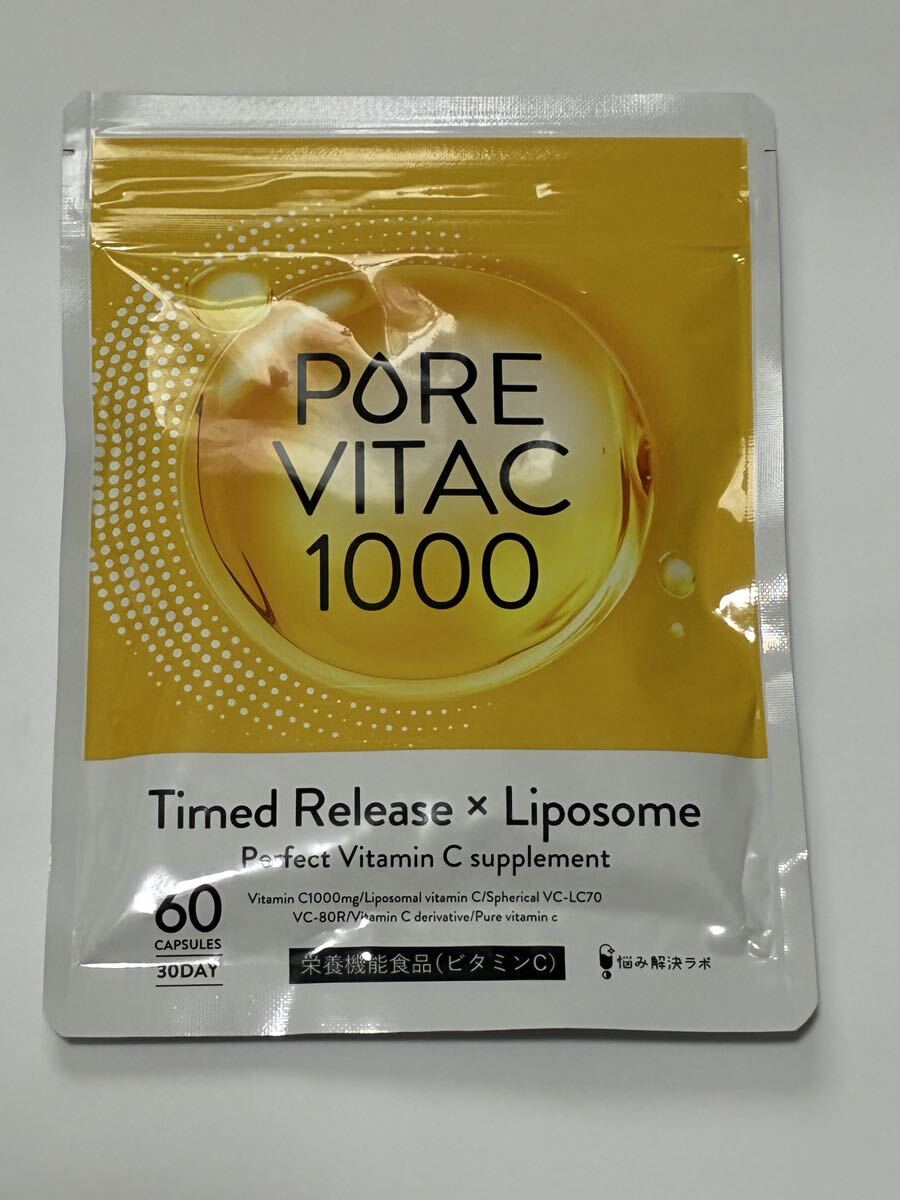 PORE
VITAC
1000
Timed Release × Liposome
Perfect Vitamin C supplement
60
CAPSULES
30DAY
Vitamin C1000mg/Liposomal vitamin C/Spherical VC-LC70
VC-80R/Vitamin C derivative/Pure vitamin c
栄養機能食品(ビタミンC)
悩み解決ラボ